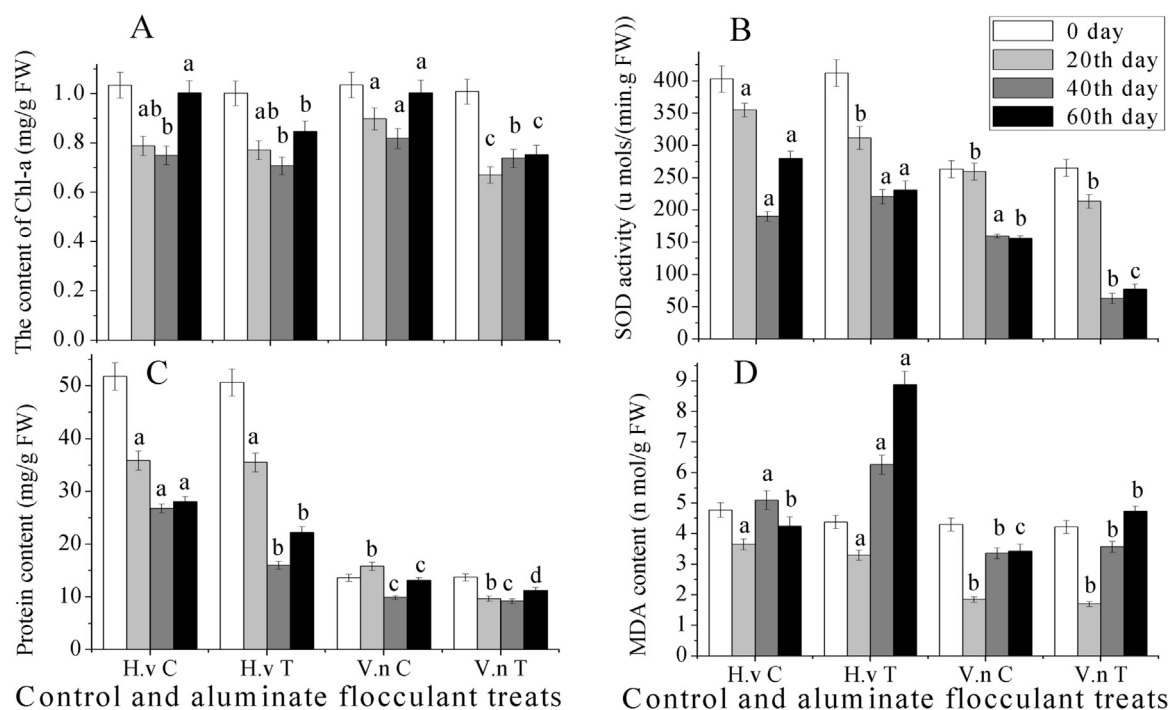 A
The content of Chl-a (mg/g FW)
1.0
0.8
0.6
0.4
0.2
0.0
ab b a
ab b b
a a a
c b c
B
0 day
20th day
40th day
60th day
SOD activity (u mols/(min.g FW)
400
350
300
250
200
150
100
50
0
a a a
b a a
b a b
b b c
C
Protein content (mg/g FW)
50
40
30
20
10
0
a a a
a b b
b c c
b c d
H.v C H.v T V.n C V.n T
Control and aluminate flocculant treats
D
MDA content (n mol/g FW)
9
8
7
6
5
4
3
2
1
0
a a b
a a a
b b c
b b b
H.v C H.v T V.n C V.n T
Control and aluminate flocculant treats